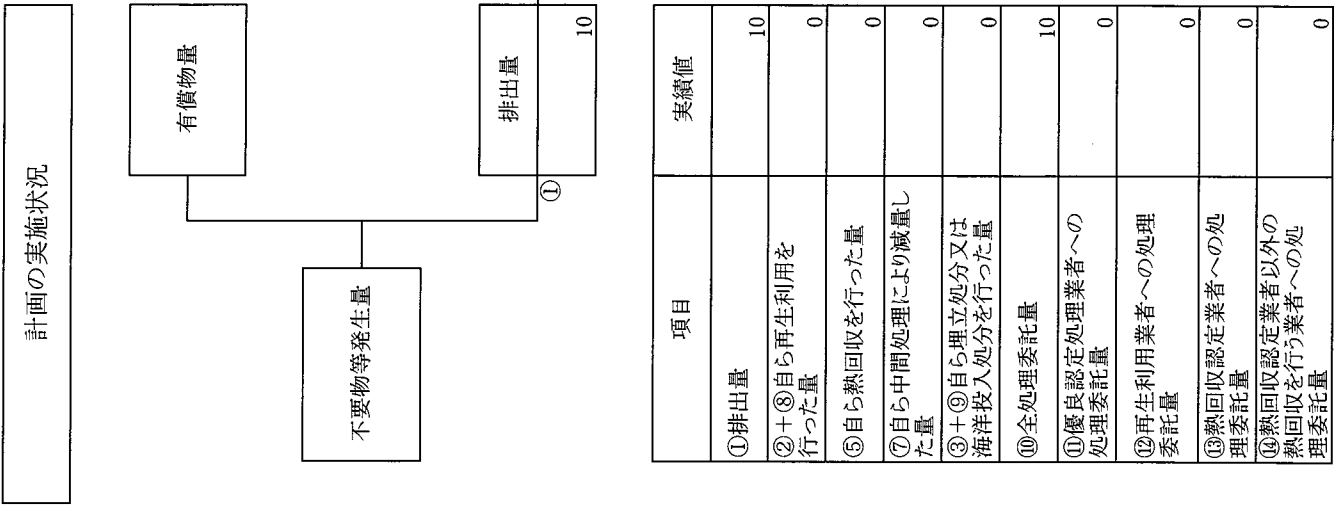 計画の実施状況
有償物量
不要物等発生量
排出量
①
10
項目
実績値
①排出量
10
②+⑧自ら再生利用を
行った量
0
⑤自ら熱回収を行った量
0
⑦自ら中間処理により減量し
た量
0
③+⑨自ら埋立処分又は
海洋投入処分を行った量
0
⑩全処理委託量
10
⑪優良認定処理業者への
処理委託量
0
⑫再生利用業者への処理
委託量
0
⑬熱回収認定業者への処
理委託量
0
⑭熱回収認定業者以外の
熱回収を行う業者への処
理委託量
0